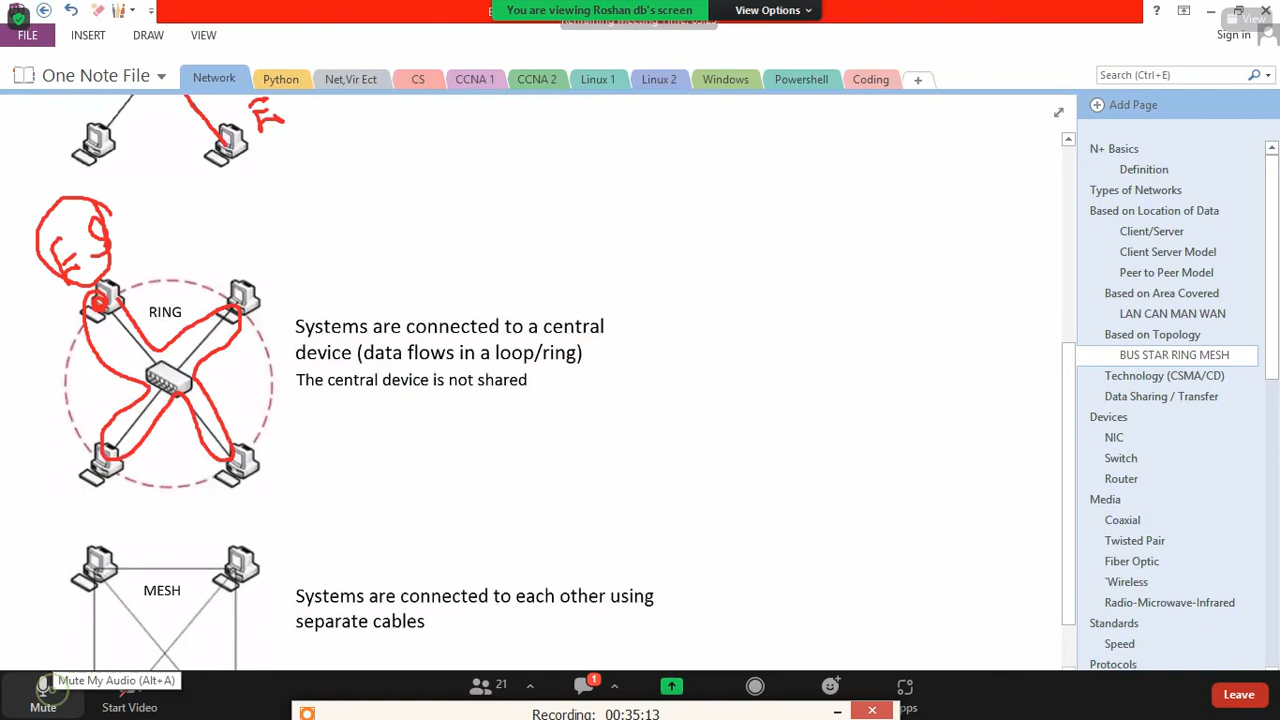 You are viewing Roshan db's screen
View Options
View
FILE
INSERT
DRAW
VIEW
Sign in
One Note File
Network
Python
Net,Vir Ect
CS
CCNA 1
CCNA 2
Linux 1
Linux 2
Windows
Powershell
Coding
Search (Ctrl+E)
Add Page
N+ Basics
Definition
Types of Networks
Based on Location of Data
Client/Server
Client Server Model
Peer to Peer Model
Based on Area Covered
LAN CAN MAN WAN
Based on Topology
BUS STAR RING MESH
Technology (CSMA/CD)
Data Sharing / Transfer
Devices
NIC
Switch
Router
Media
Coaxial
Twisted Pair
Fiber Optic
`Wireless
Radio-Microwave-Infrared
Standards
Speed
Protocols
RING
Systems are connected to a central
device (data flows in a loop/ring)
The central device is not shared
MESH
Systems are connected to each other using
separate cables
Mute My Audio (Alt+A)
Mute
Start Video
21
1
Leave
Recording: 00:35:13